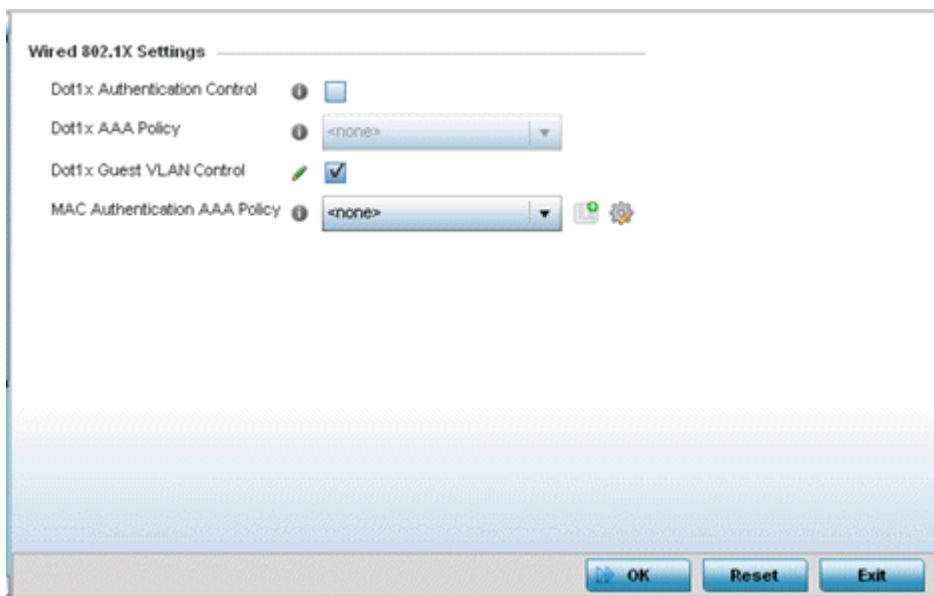 Wired 802.1X Settings
Dot1x Authentication Control
Dot1x AAA Policy <none>
Dot1x Guest VLAN Control
MAC Authentication AAA Policy <none>
OK Reset Exit